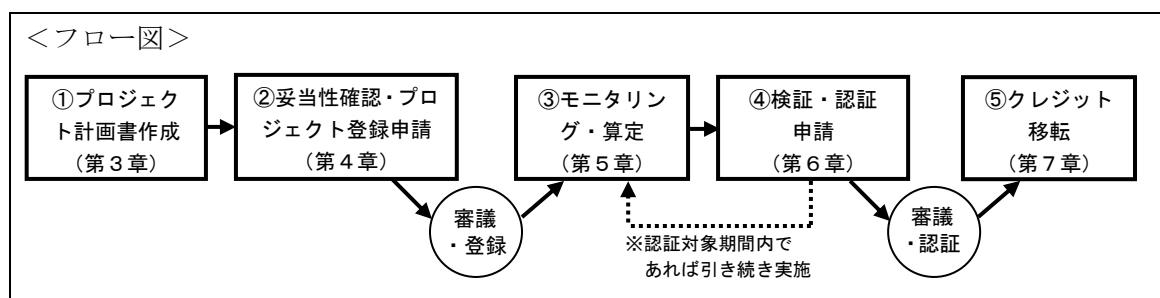 ＜フロー図＞
①プロジェク
ト計画書作成
（第３章）
②妥当性確認・プロ
ジェクト登録申請
（第４章）
審議
・登録
③モニタリン
グ・算定
（第５章）
④検証・認証
申請
（第６章）
※認証対象期間内で
あれば引き続き実施
審議
・認証
⑤クレジット
移転
（第７章）